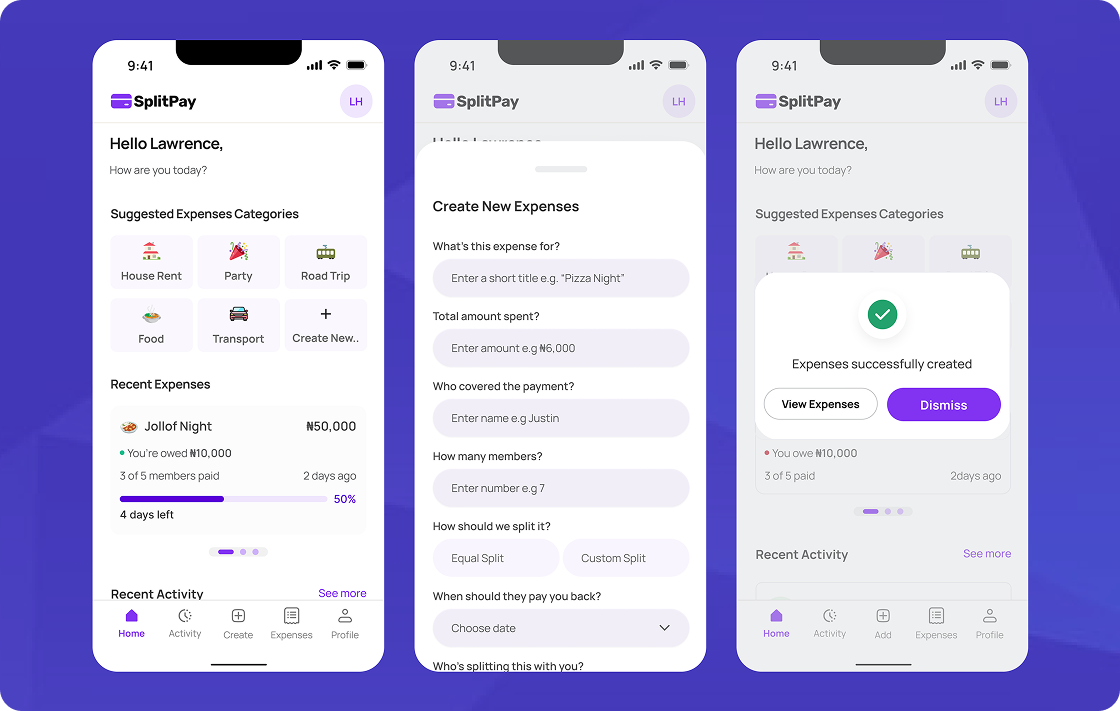 9:41
SplitPay
LH
Hello Lawrence,
How are you today?
Suggested Expenses Categories
House Rent
Party
Road Trip
Food
Transport
Create New..
Recent Expenses
Jollof Night
₦50,000
You're owed ₦10,000
3 of 5 members paid
2 days ago
50%
4 days left
Recent Activity
See more
Home
Activity
Create
Expenses
Profile
9:41
SplitPay
LH
Hello Lawrence,
Create New Expenses
What's this expense for?
Enter a short title e.g. “Pizza Night”
Total amount spent?
Enter amount e.g ₦6,000
Who covered the payment?
Enter name e.g Justin
How many members?
Enter number e.g 7
How should we split it?
Equal Split
Custom Split
When should they pay you back?
Choose date
Who's splitting this with you?
9:41
SplitPay
LH
Hello Lawrence,
How are you today?
Suggested Expenses Categories
Expenses successfully created
View Expenses
Dismiss
You owe ₦10,000
3 of 5 paid
2days ago
Recent Activity
See more
Home
Activity
Add
Expenses
Profile